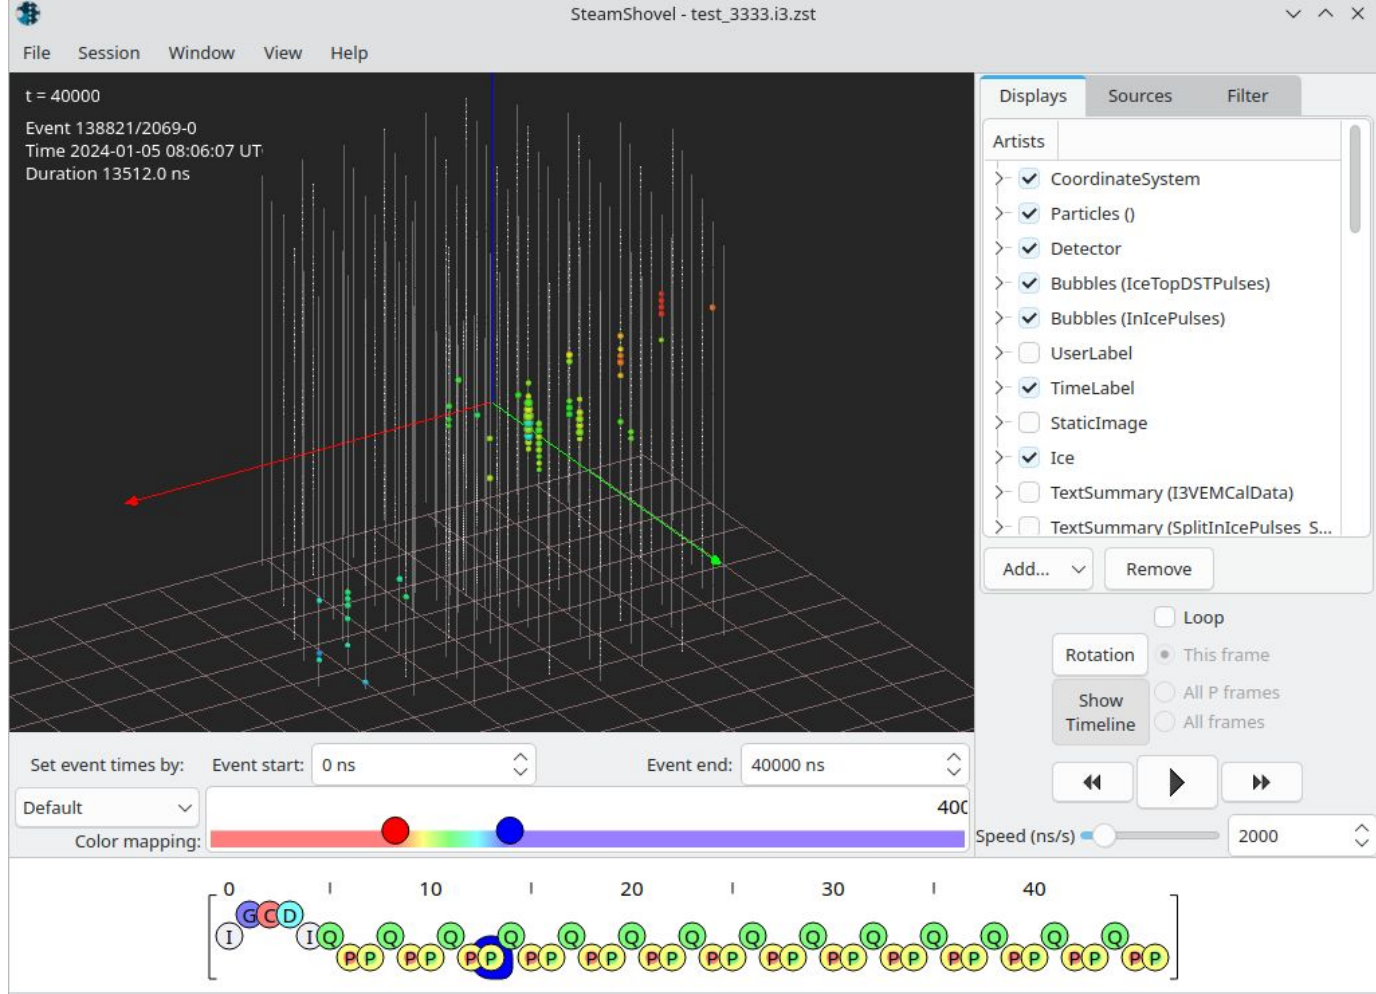 SteamShovel - test_3333.i3.zst
File Session Window View Help
t = 40000
Event 138821/2069-0
Time 2024-01-05 08:06:07 UT
Duration 13512.0 ns
Displays Sources Filter
Artists
CoordinateSystem
Particles ()
Detector
Bubbles (IceTopDSTPulses)
Bubbles (InIcePulses)
UserLabel
TimeLabel
StaticImage
Ice
TextSummary (I3VEMCalData)
TextSummary (SplitInIcePulses S...
Add... Remove
Loop
Rotation This frame
Show Timeline
All P frames
All frames
Set event times by: Event start: 0 ns Event end: 40000 ns
Default
400
Color mapping:
Speed (ns/s) 2000
0 10 20 30 40
G C D
I I Q Q Q Q Q Q Q Q Q Q Q Q Q Q
P P P P P P P P P P P P P P P P P P P P P P P P P P P P